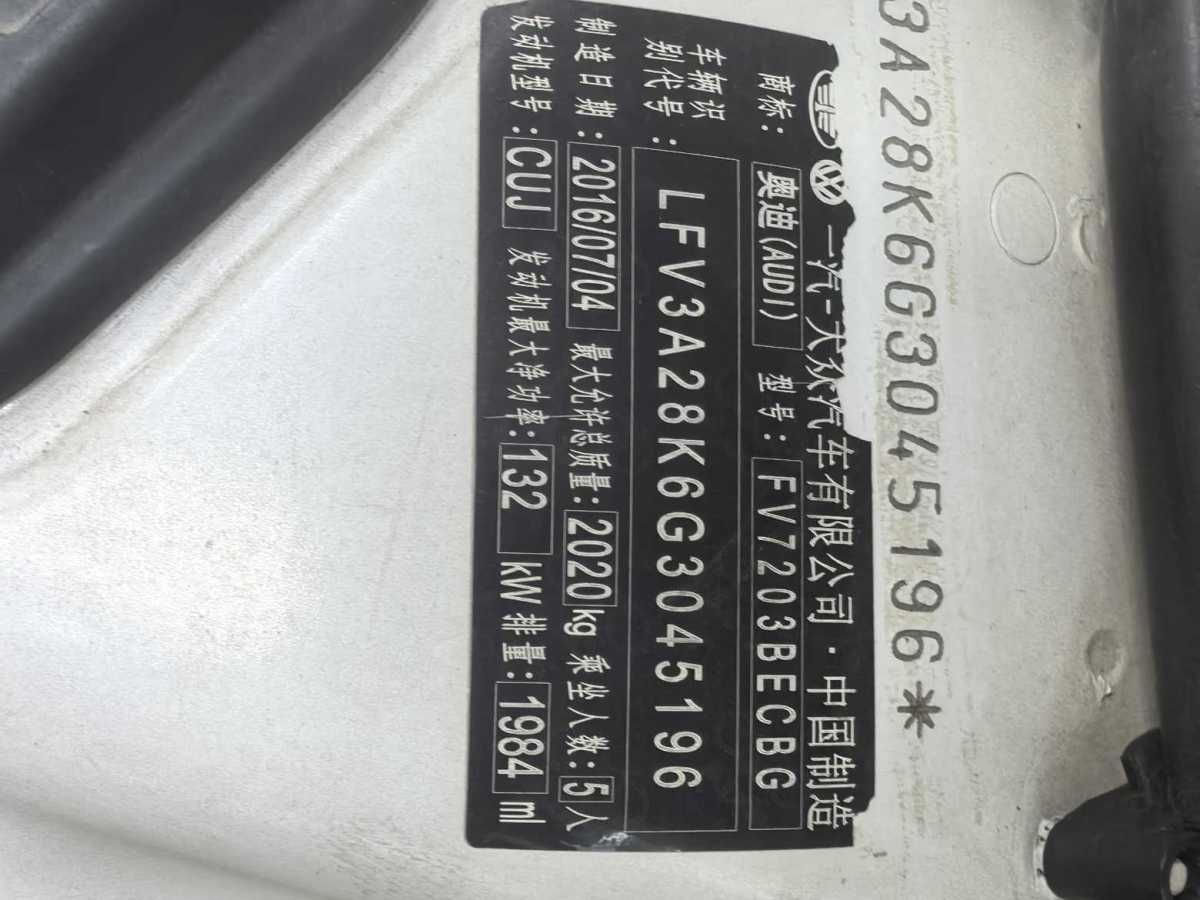 3A28K6G3045196*
一汽-大众汽车有限公司·中国制造
商标: 奥迪(AUDI) 型号: FV7203BECBG
车辆识别代号: LFV3A28K6G3045196
制造日期: 2016/07/04 最大允许总质量: 2020kg 乘坐人数: 5人
发动机型号: CUJ 发动机最大净功率: 132 kW 排量: 1984 ml